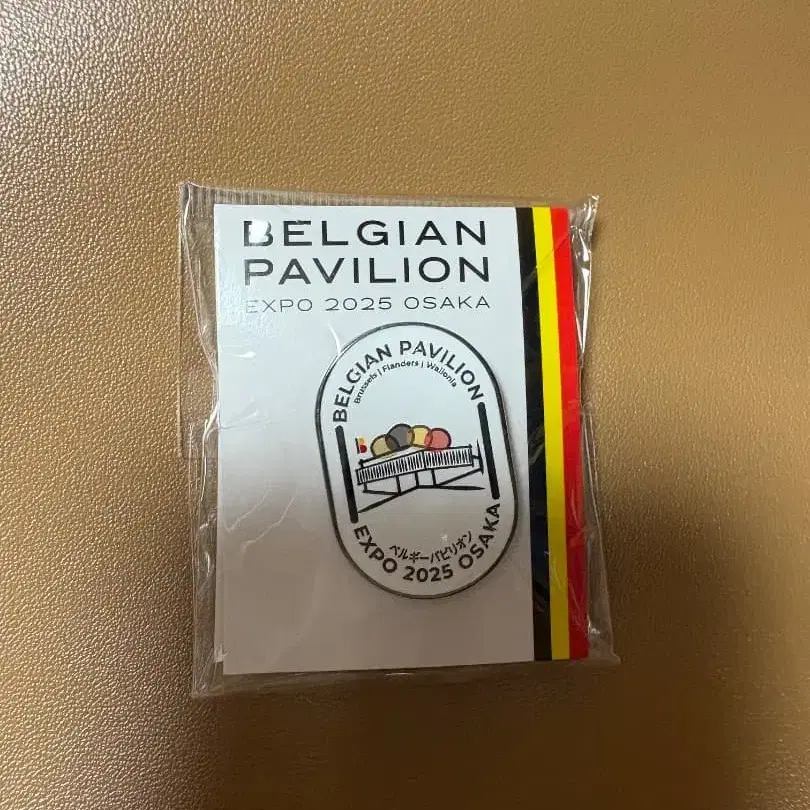 BELGIAN
PAVILION
EXPO 2025 OSAKA
BELGIAN PAVILION
Brussels | Flanders | Wallonia
B
ベルギーパビリオン
EXPO 2025 OSAKA